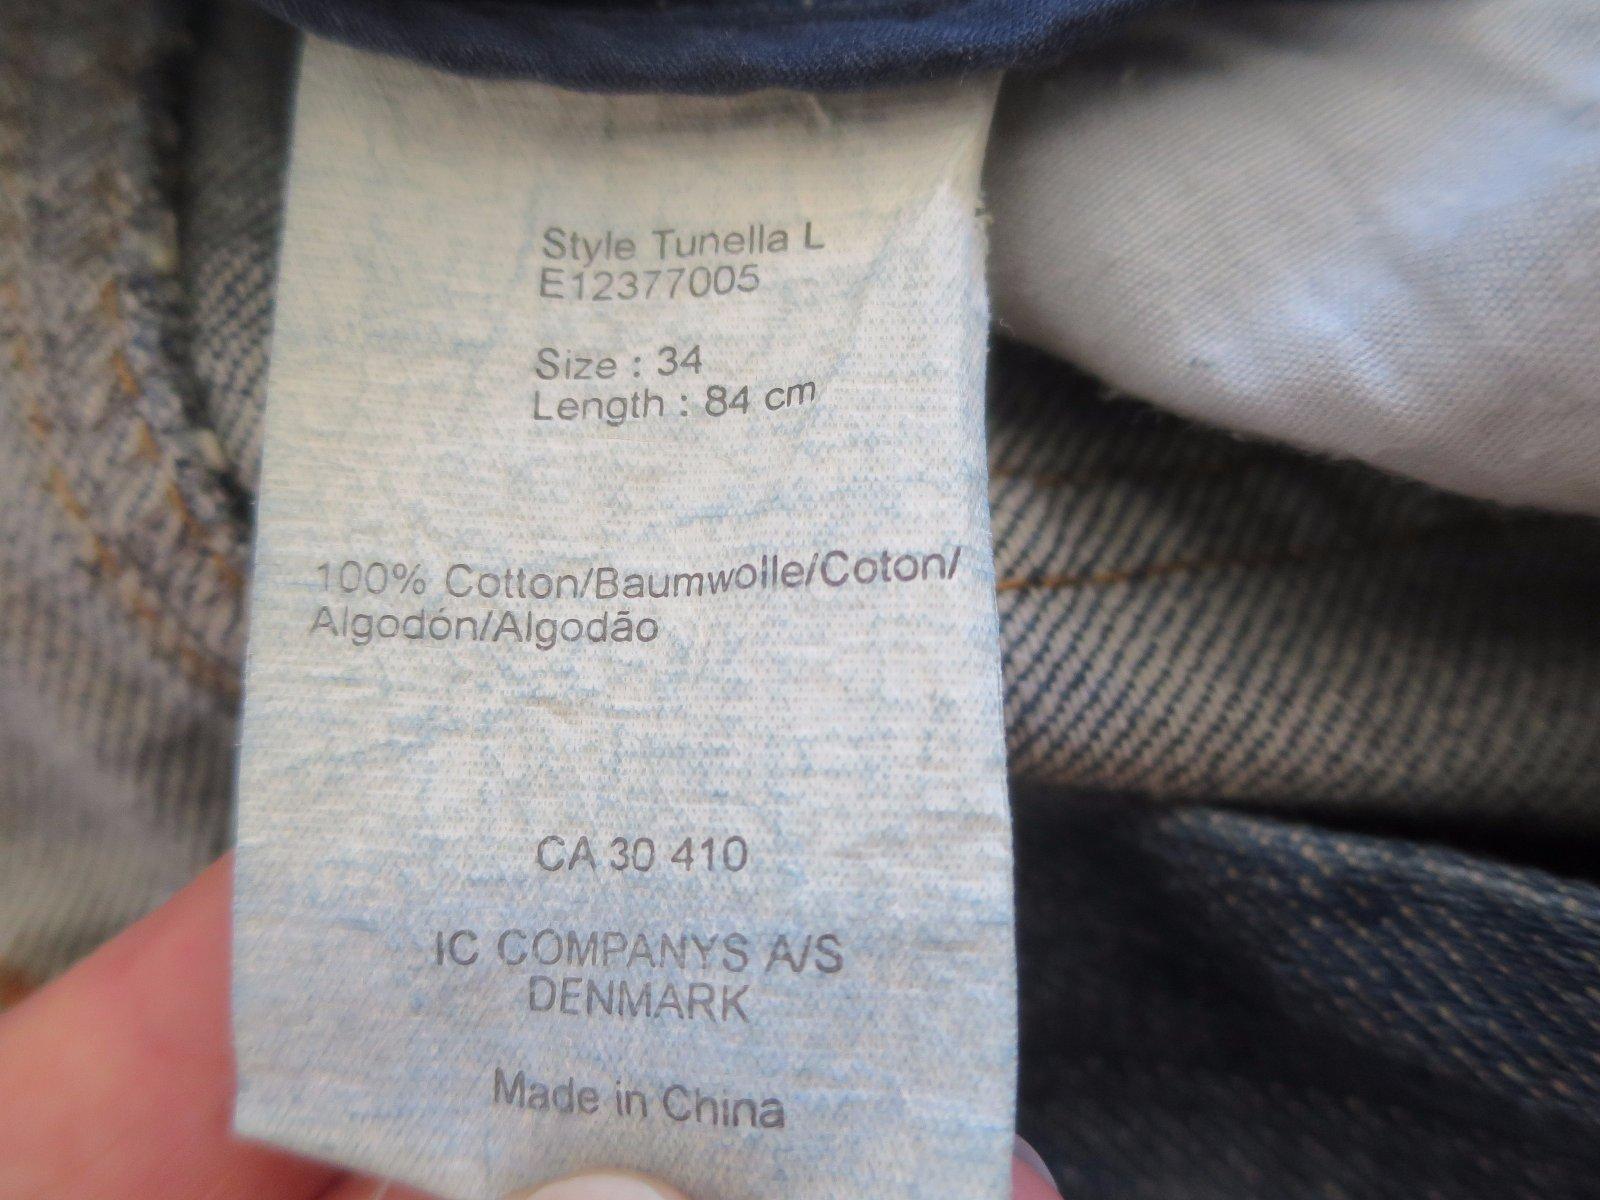 Style Tunella L
E12377005
Size : 34
Length : 84 cm
100% Cotton/Baumwolle/Coton/
Algodón/Algodão
CA 30 410
IC COMPANYS A/S
DENMARK
Made in China